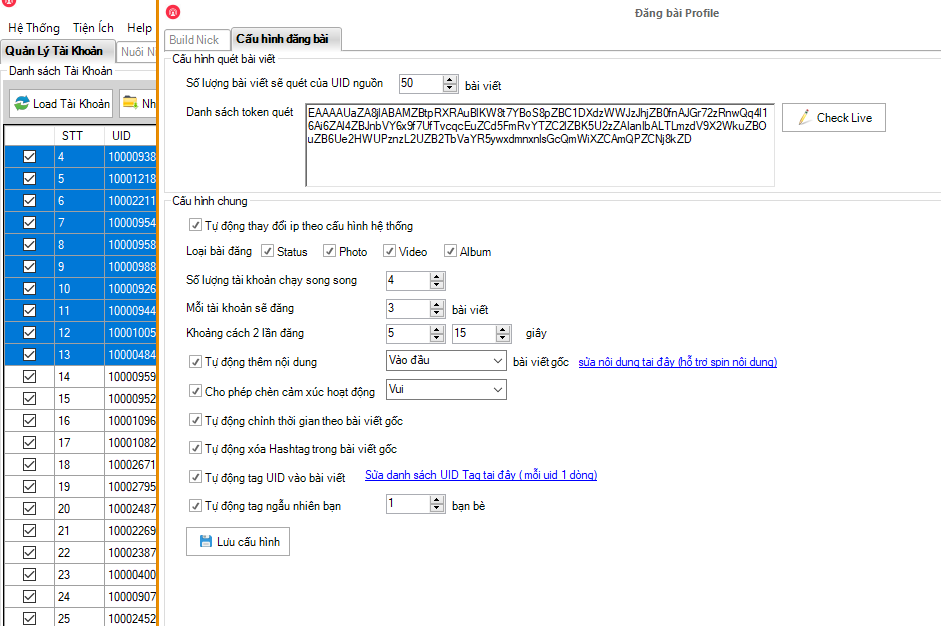 Đăng bài Profile
Hệ Thống Tiện Ích Help
Quản Lý Tài Khoản Nuôi N
Danh sách Tài Khoản
Load Tài Khoản Nh
STT UID
4 10000938
5 10001218
6 10002211
7 10000954
8 10000958
9 10000988
10 10000926
11 10000944
12 10001005
13 10000484
14 10000959
15 10000952
16 10001096
17 10001082
18 10002671
19 10002795
20 10002487
21 10002269
22 10002387
23 10000400
24 10000907
25 10002452
Build Nick Cấu hình đăng bài
Cấu hình quét bài viết
Số lượng bài viết sẽ quét của UID nguồn 50 bài viết
Danh sách token quét
Check Live
Cấu hình chung
Tự động thay đổi ip theo cấu hình hệ thống
Loại bài đăng Status Photo Video Album
Số lượng tài khoản chạy song song 4
Mỗi tài khoản sẽ đăng 3 bài viết
Khoảng cách 2 lần đăng 5 15 giây
Tự động thêm nội dung Vào đầu bài viết gốc sửa nội dung tại đây (hỗ trợ spin nội dung)
Cho phép chèn cảm xúc hoạt động Vui
Tự động chỉnh thời gian theo bài viết gốc
Tự động xóa Hashtag trong bài viết gốc
Tự động tag UID vào bài viết Sửa danh sách UID Tag tại đây ( mỗi uid 1 dòng)
Tự động tag ngẫu nhiên bạn 1 bạn bè
Lưu cấu hình